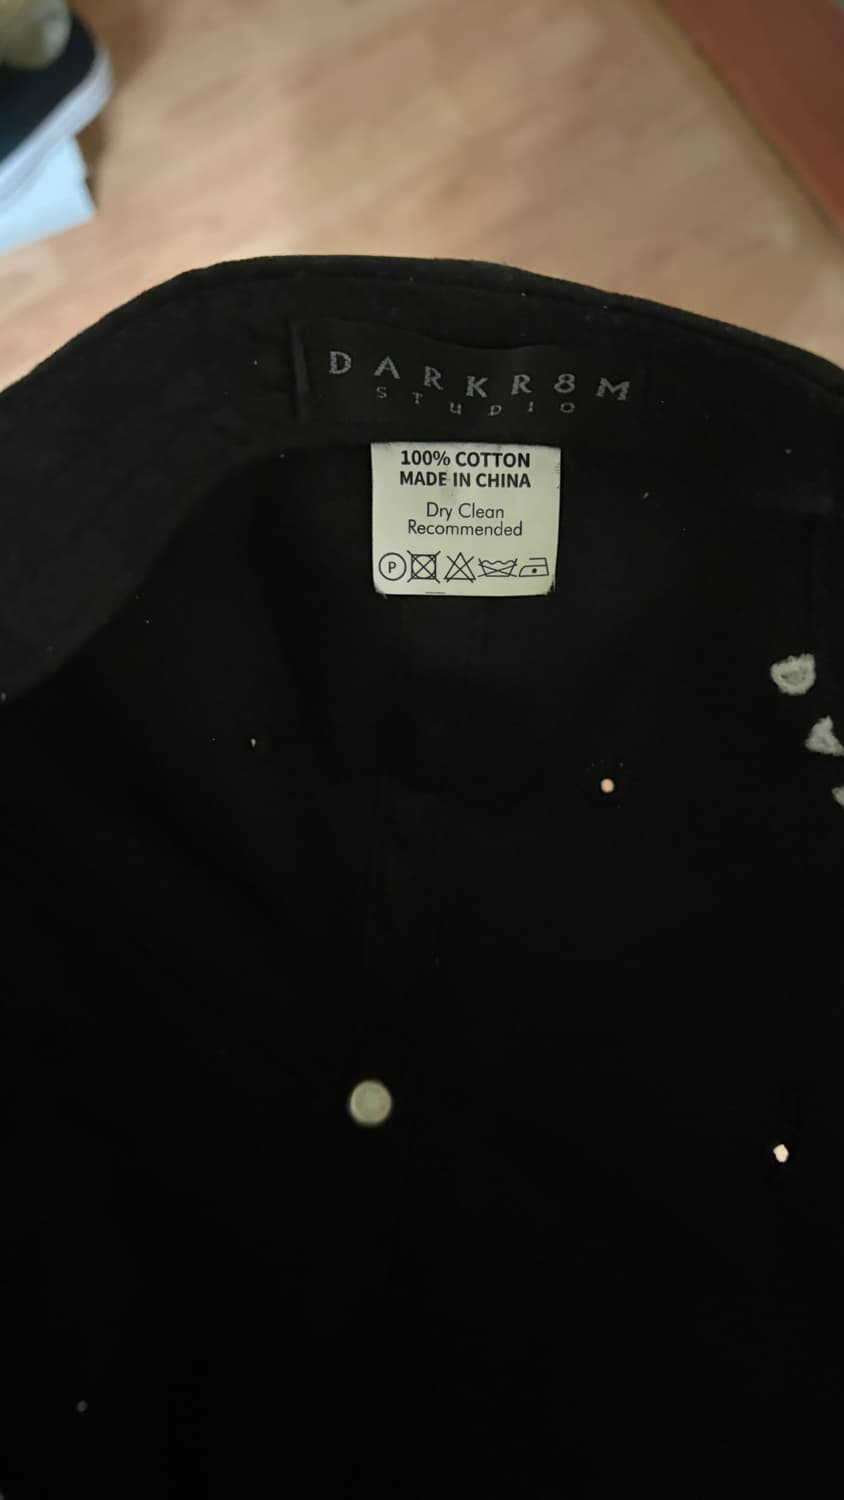 DARKR8M
STUDIO
100% COTTON
MADE IN CHINA
Dry Clean
Recommended
P